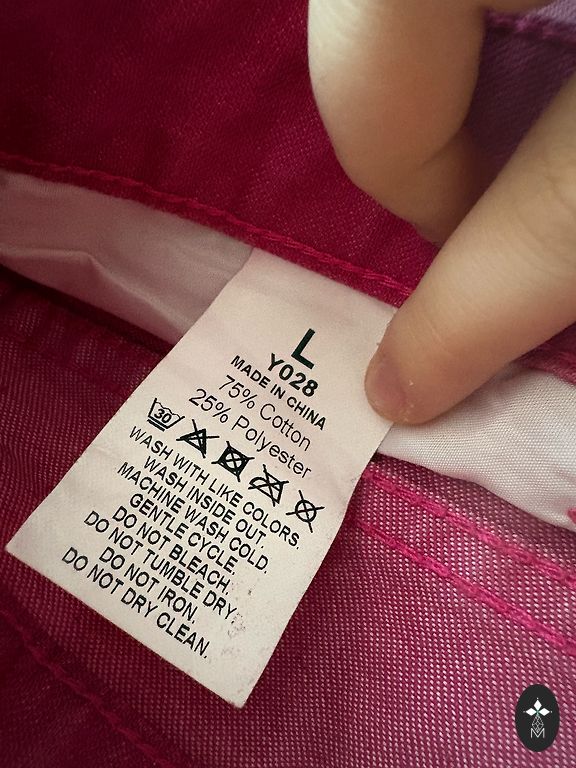 L
Y028
MADE IN CHINA
75% Cotton
25% Polyester
30
WASH WITH LIKE COLORS.
WASH INSIDE OUT.
MACHINE WASH COLD.
GENTLE CYCLE.
DO NOT BLEACH.
DO NOT TUMBLE DRY.
DO NOT IRON.
DO NOT DRY CLEAN.
M